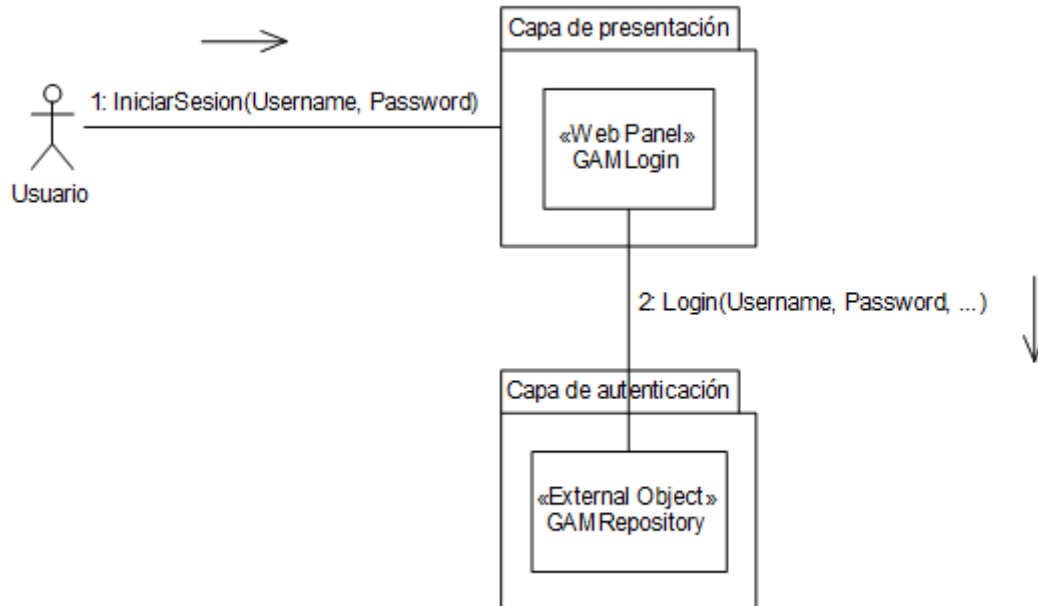 Capa de presentación
1: IniciarSesion(Username, Password)
«Web Panel»
GAMLogin
Usuario
2: Login(Username, Password, ...)
Capa de autenticación
«External Object»
GAMRepository